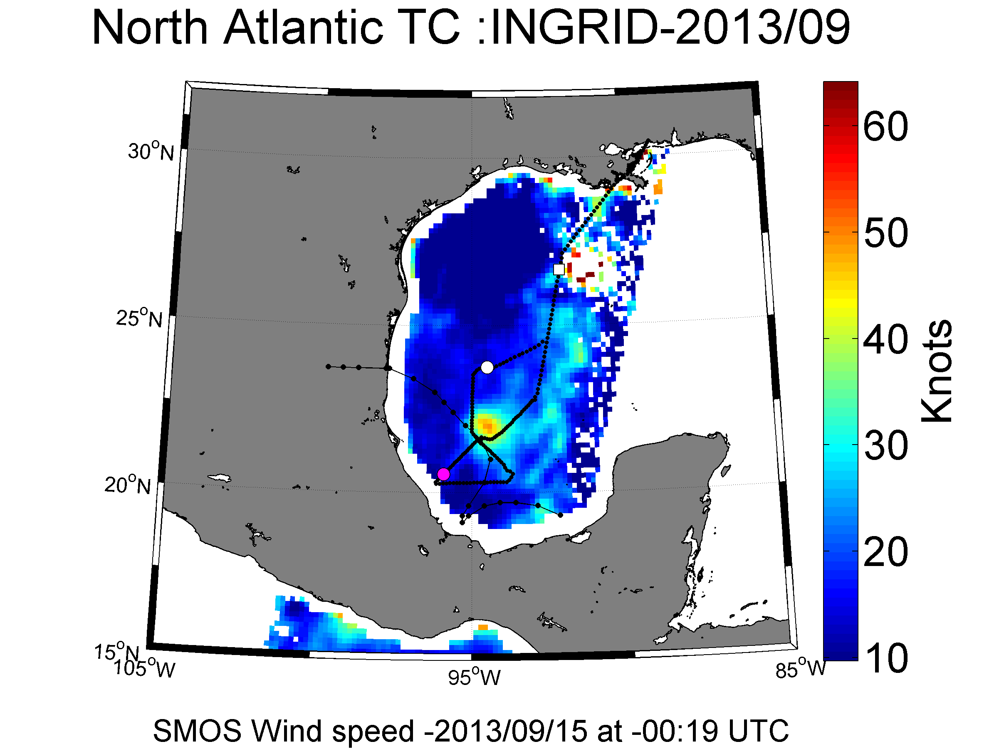 North Atlantic TC :INGRID-2013/09
30°N
25°N
20°N
15°N
105°W
95°W
85°W
60
50
40
30
20
10
Knots
SMOS Wind speed -2013/09/15 at -00:19 UTC